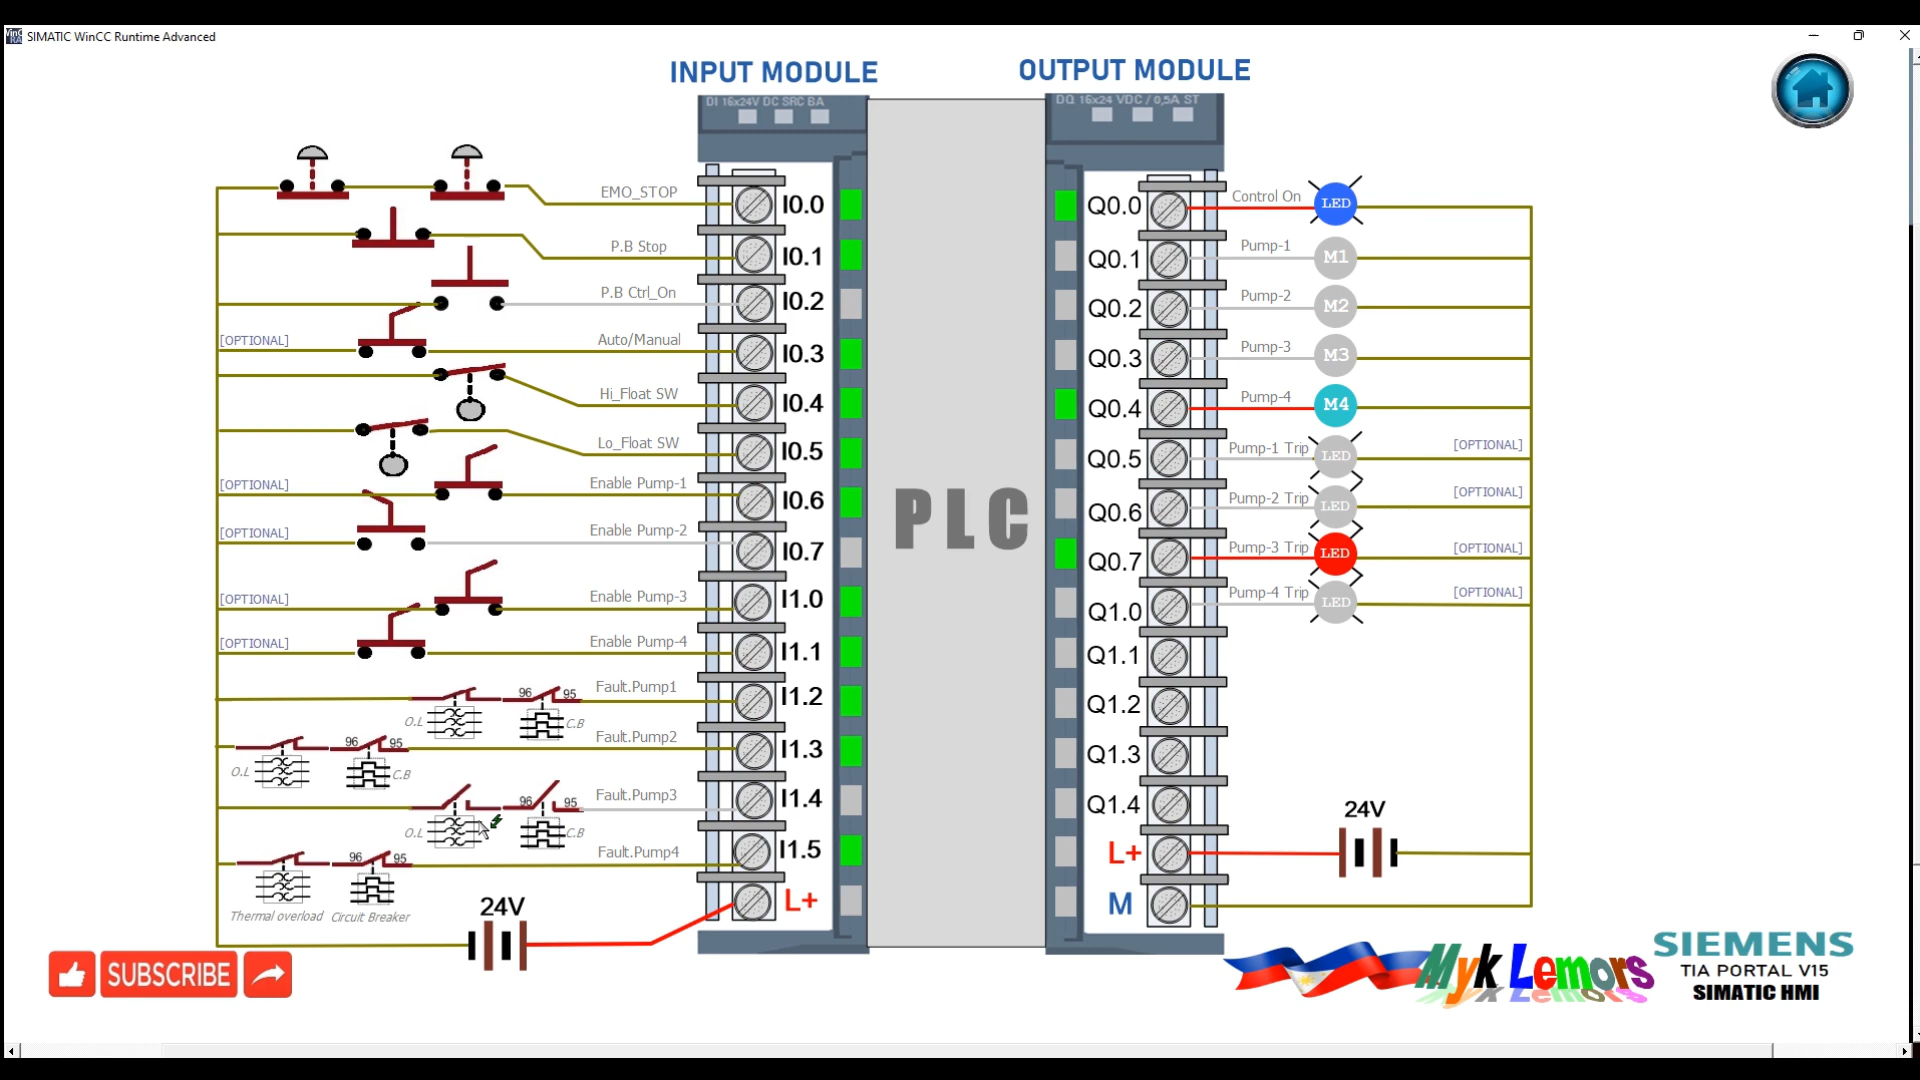 SIMATIC WinCC Runtime Advanced
INPUT MODULE
OUTPUT MODULE
DI 16x24V DC SRC BA
DQ 16x24 VDC / 0,5A ST
EMO_STOP
I0.0
P.B Stop
I0.1
P.B Ctrl_On
I0.2
[OPTIONAL]
Auto/Manual
I0.3
Hi_Float SW
I0.4
Lo_Float SW
I0.5
[OPTIONAL]
Enable Pump-1
I0.6
[OPTIONAL]
Enable Pump-2
I0.7
[OPTIONAL]
Enable Pump-3
I1.0
[OPTIONAL]
Enable Pump-4
I1.1
96
95
Fault.Pump1
I1.2
O.L
C.B
96
95
Fault.Pump2
I1.3
O.L
C.B
96
95
Fault.Pump3
I1.4
O.L
C.B
96
95
Fault.Pump4
I1.5
Thermal overload
Circuit Breaker
24V
L+
PLC
Q0.0
Control On
LED
Q0.1
Pump-1
M1
Q0.2
Pump-2
M2
Q0.3
Pump-3
M3
Q0.4
Pump-4
M4
Q0.5
Pump-1 Trip
LED
[OPTIONAL]
Q0.6
Pump-2 Trip
LED
[OPTIONAL]
Q0.7
Pump-3 Trip
LED
[OPTIONAL]
Q1.0
Pump-4 Trip
LED
[OPTIONAL]
Q1.1
Q1.2
Q1.3
Q1.4
24V
L+
M
SUBSCRIBE
Myk Lemors
SIEMENS
TIA PORTAL V15
SIMATIC HMI